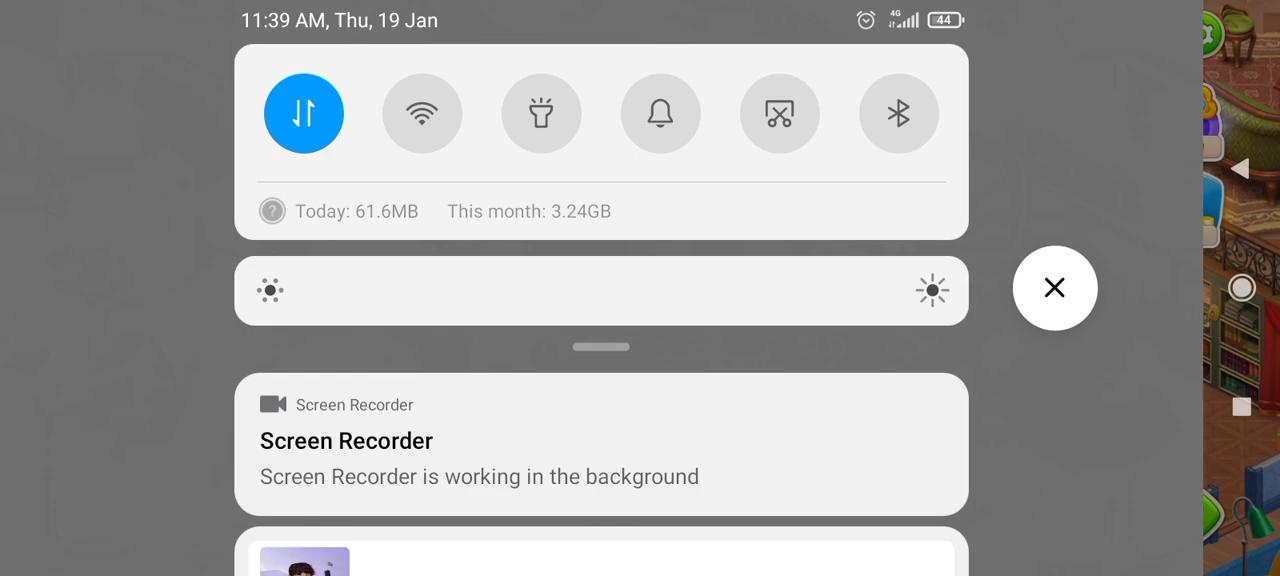 11:39 AM, Thu, 19 Jan
4G
44
? Today: 61.6MB This month: 3.24GB
Screen Recorder
Screen Recorder
Screen Recorder is working in the background